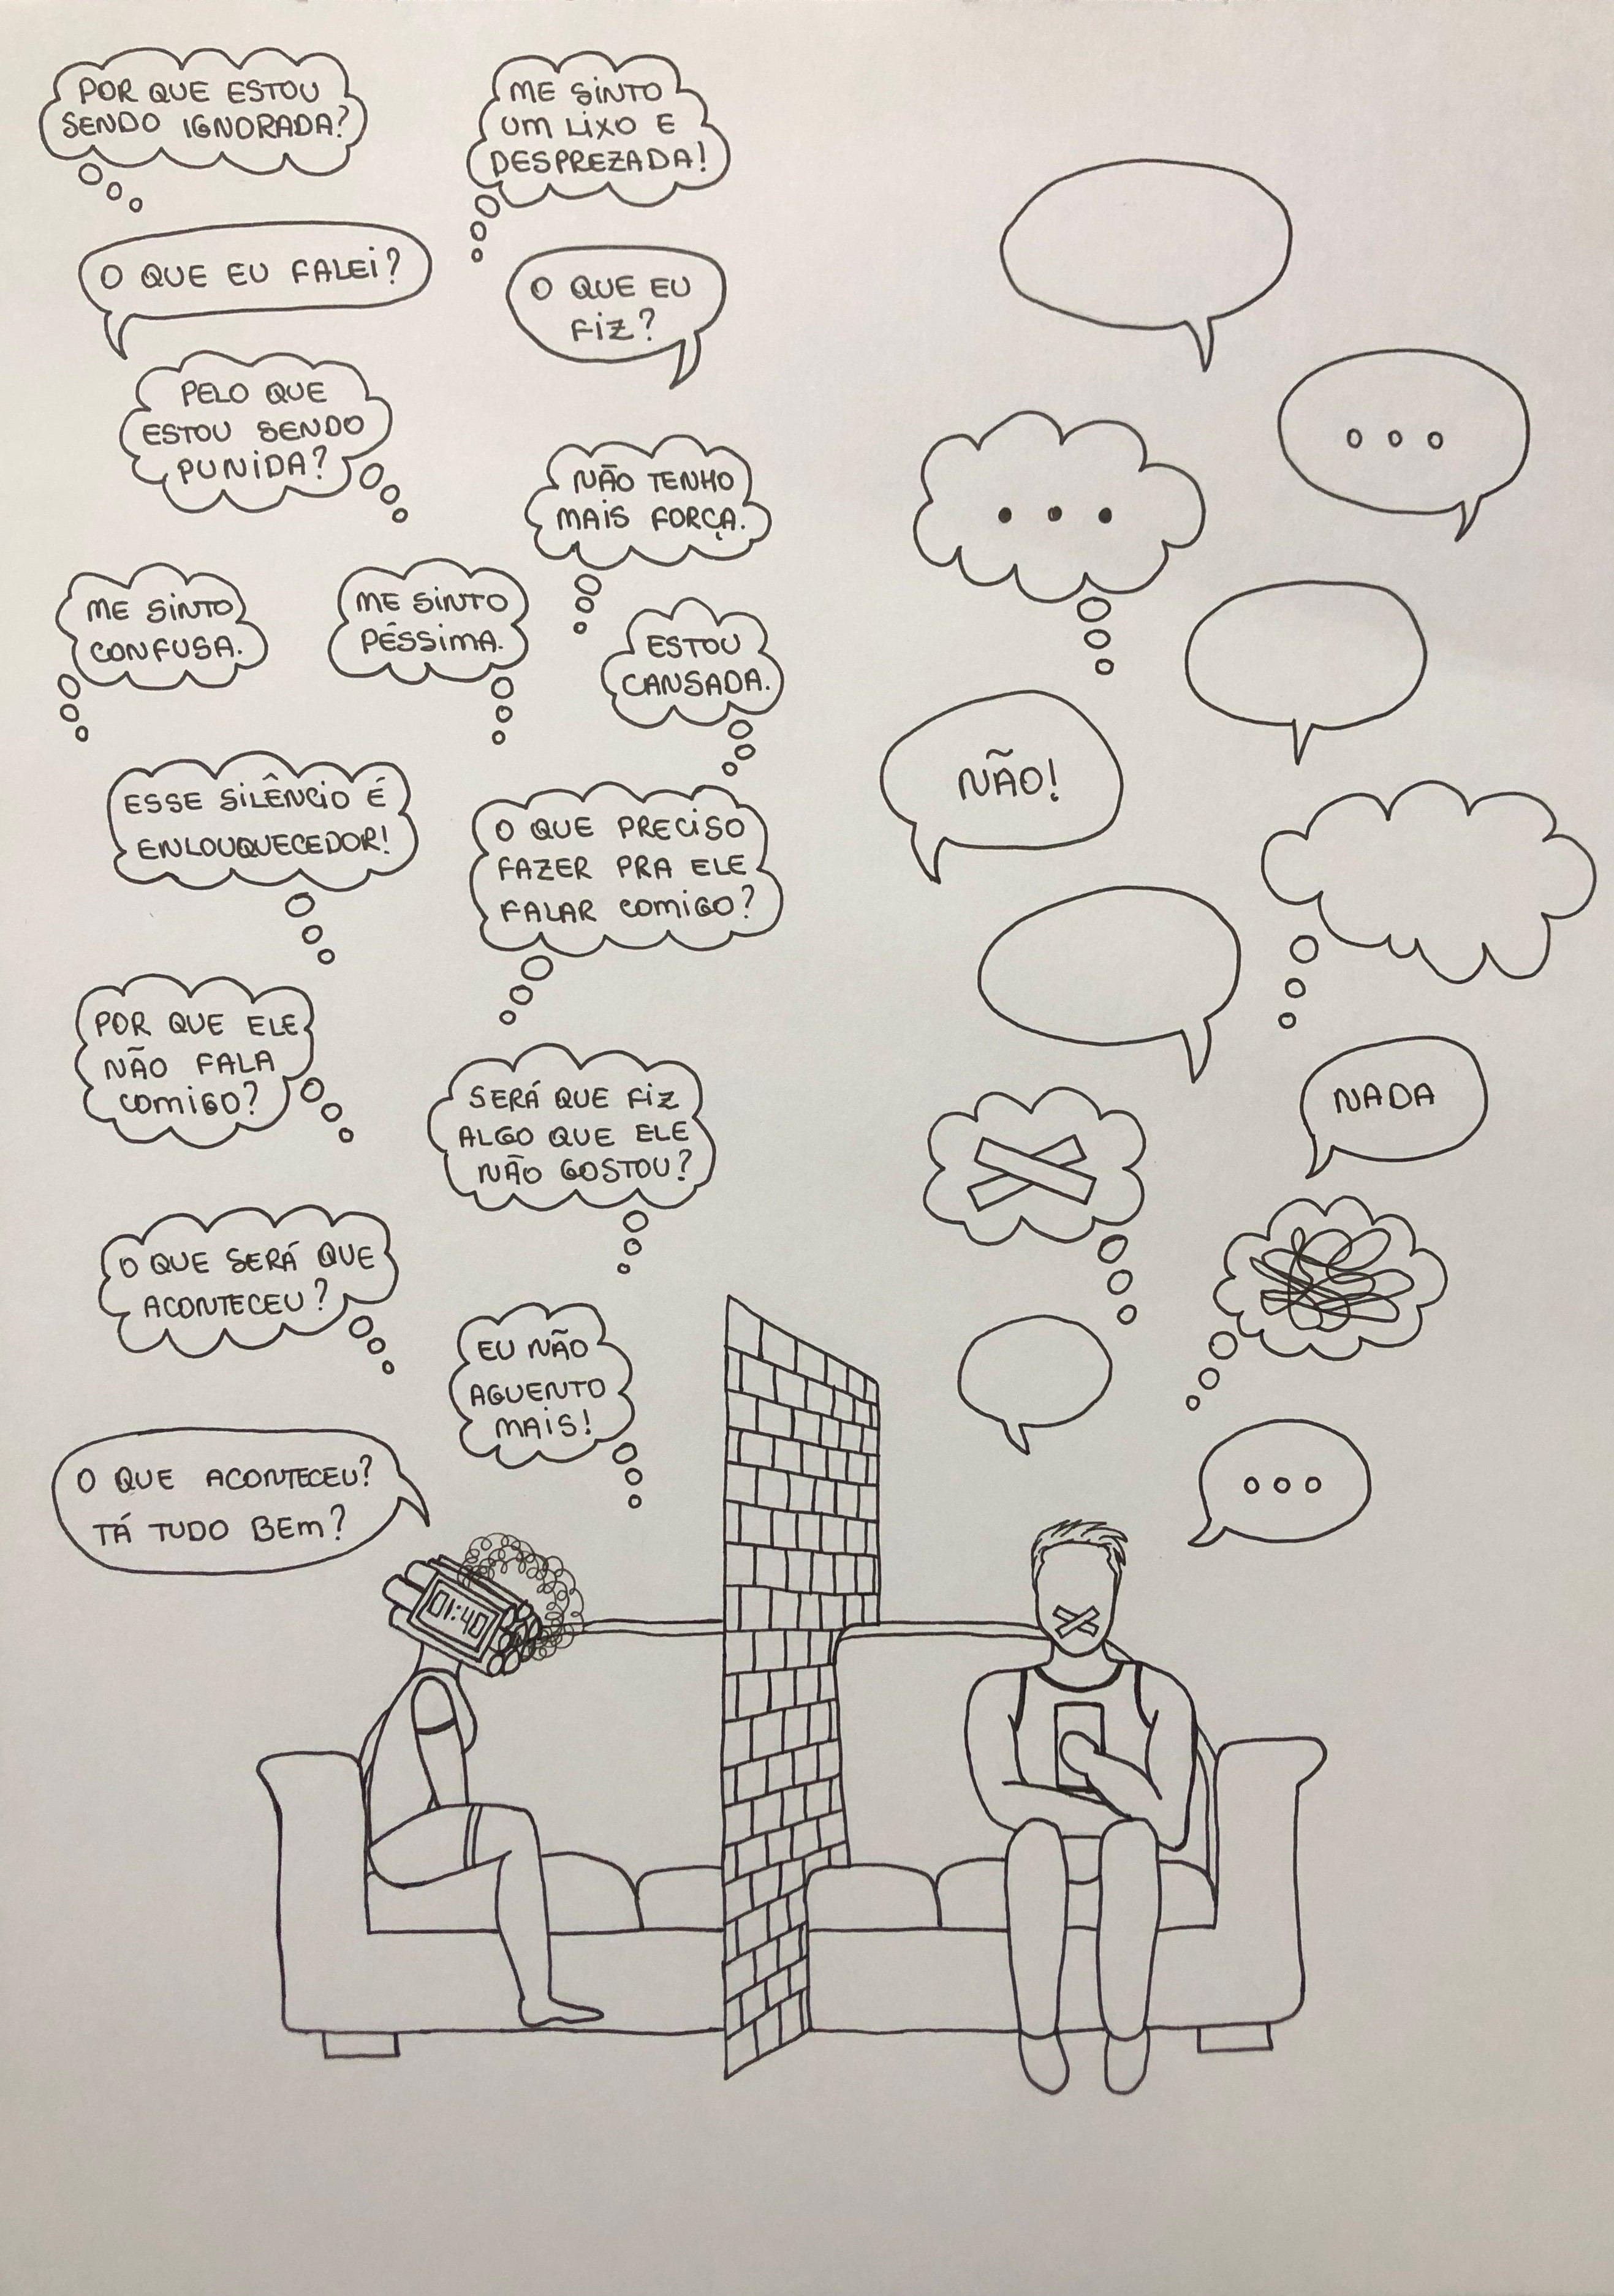 POR QUE ESTOU
SENDO IGNORADA?
ME SINTO
UM LIXO E
DESPREZADA!
O QUE EU FALEI?
O QUE EU
FIZ?
PELO QUE
ESTOU SENDO
PUNIDA?
NÃO TENHO
MAIS FORÇA.
ME SINTO
CONFUSA.
ME SINTO
PÉSSIMA.
ESTOU
CANSADA.
ESSE SILÊNCIO É
ENLOUQUECEDOR!
O QUE PRECISO
FAZER PRA ELE
FALAR COMIGO?
POR QUE ELE
NÃO FALA
COMIGO?
SERÁ QUE FIZ
ALGO QUE ELE
NÃO GOSTOU?
O QUE SERÁ QUE
ACONTECEU?
EU NÃO
AGUENTO
MAIS!
O QUE ACONTECEU?
TÁ TUDO BEM?
01:40
...
...
NÃO!
NADA
...